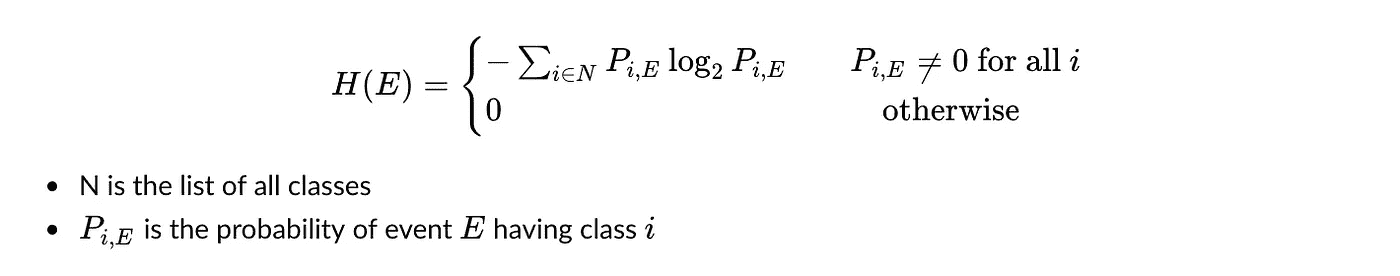 H(E) = { −∑_{i∈N} P_{i,E} log₂ P_{i,E}    P_{i,E} ≠ 0 for all i
0    otherwise
• N is the list of all classes
• P_{i,E} is the probability of event E having class i